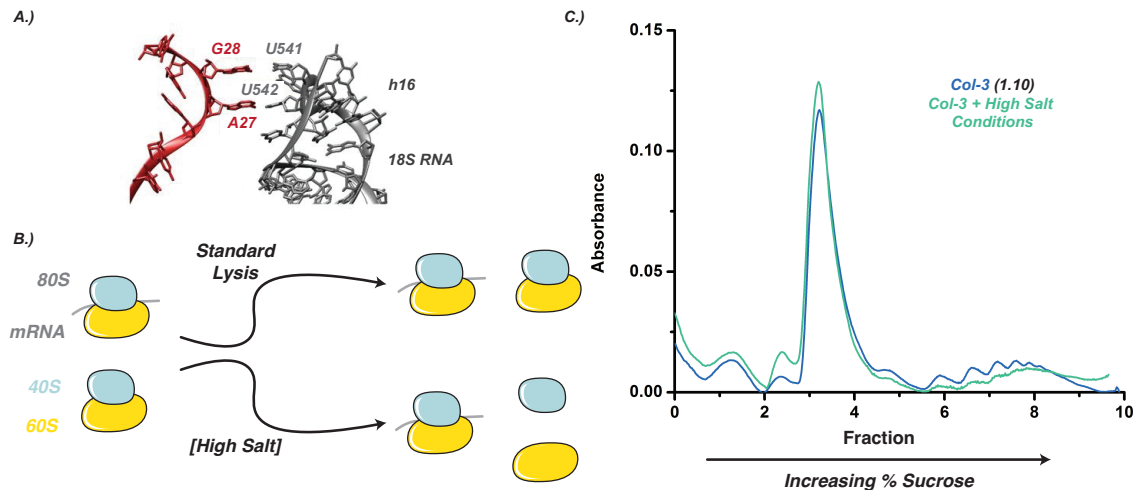 A.)
G28
U541
U542
h16
A27
18S RNA
B.)
Standard
Lysis
80S
mRNA
40S
60S
[High Salt]
C.)
0.15
0.10
0.05
0.00
Absorbance
Col-3 (1.10)
Col-3 + High Salt
Conditions
0 2 4 6 8 10
Fraction
Increasing % Sucrose